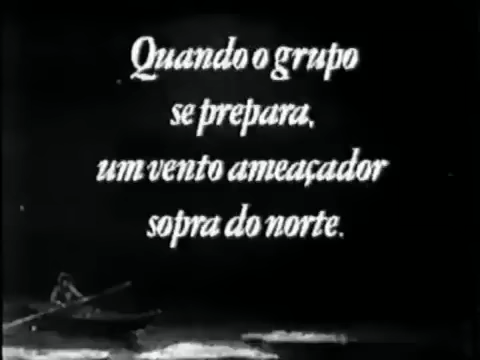 Quando o grupo
se prepara,
um vento ameaçador
sopra do norte.